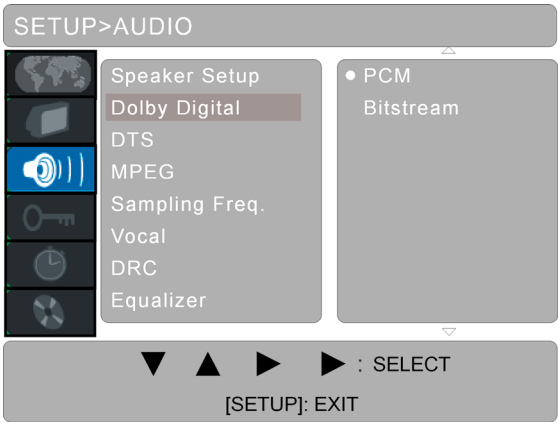 SETUP>AUDIO
Speaker Setup
Dolby Digital
DTS
MPEG
Sampling Freq.
Vocal
DRC
Equalizer
PCM
Bitstream
: SELECT
[SETUP]: EXIT